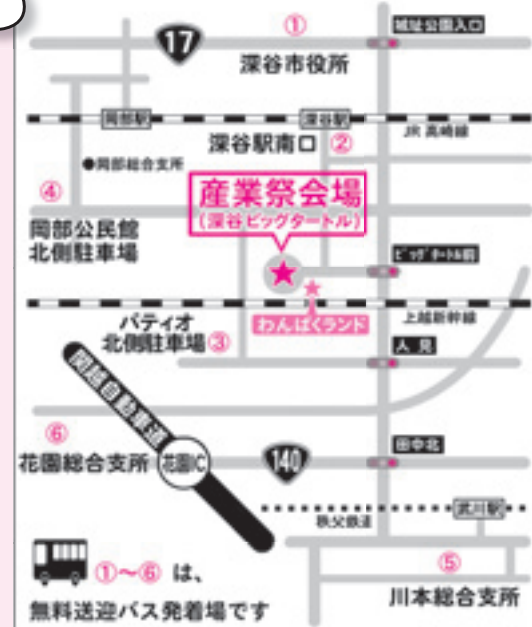 ①
城址公園入口
17
深谷市役所
岡部駅
深谷駅
JR 高崎線
深谷駅南口 ②
●岡部総合支所
④
産業祭会場
(深谷ビッグタートル)
岡部公民館
北側駐車場
ビッグタートル前
わんぱくランド
上越新幹線
パティオ
北側駐車場③
人見
関越自動車道
⑥
花園総合支所
花園IC
140
田中北
秩父鉄道
武川駅
⑤
川本総合支所
①～⑥ は、
無料送迎バス発着場です